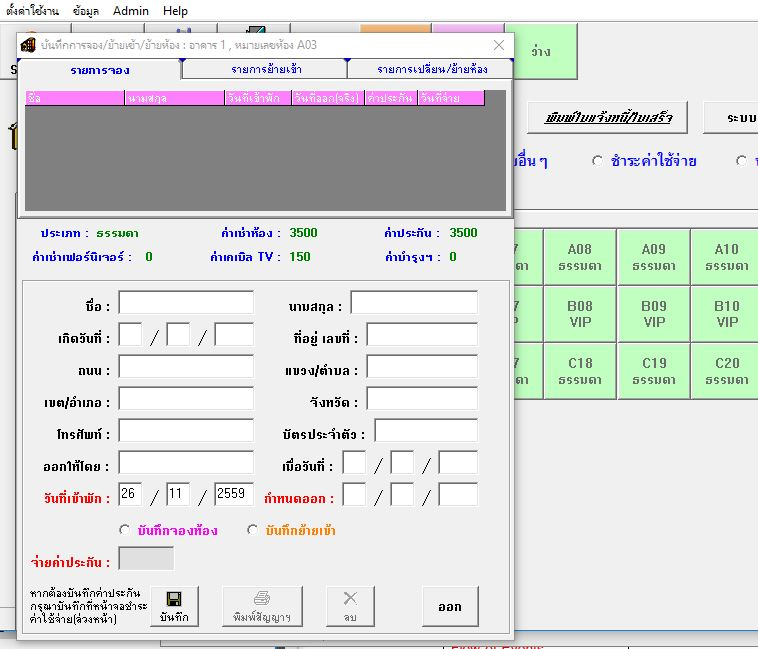 ตั้งค่าใช้งาน ข้อมูล Admin Help
บันทึกการจอง/ย้ายเข้า/ย้ายห้อง : อาคาร 1 , หมายเลขห้อง A03
ว่าง
รายการจอง รายการย้ายเข้า รายการเปลี่ยน/ย้ายห้อง
ชื่อ นามสกุล วันที่เข้าพัก วันที่ออก(จริง) ค่าประกัน วันที่จ่าย
พิมพ์ใบแจ้งหนี้/ใบเสร็จ ระบบ
อื่น ๆ ชำระค่าใช้จ่าย
ประเภท : ธรรมดา ค่าเช่าห้อง : 3500 ค่าประกัน : 3500
ค่าเช่าเฟอร์นิเจอร์ : 0 ค่าเคเบิล TV : 150 ค่าบำรุงฯ : 0
A08 A09 A10
ธรรมดา ธรรมดา ธรรมดา
B08 B09 B10
VIP VIP VIP
C18 C19 C20
ธรรมดา ธรรมดา ธรรมดา
ชื่อ : นามสกุล :
เกิดวันที่ : / / ที่อยู่ เลขที่ :
ถนน : แขวง/ตำบล :
เขต/อำเภอ : จังหวัด :
โทรศัพท์ : บัตรประจำตัว :
ออกให้โดย : เมื่อวันที่ : / /
วันที่เข้าพัก : 26 / 11 / 2559 กำหนดออก : / /
บันทึกจองห้อง บันทึกย้ายเข้า
จ่ายค่าประกัน :
หากต้องบันทึกค่าประกัน
กรุณาบันทึกที่หน้าจอชำระ
ค่าใช้จ่าย(ล่วงหน้า)
บันทึก พิมพ์สัญญาฯ ลบ ออก